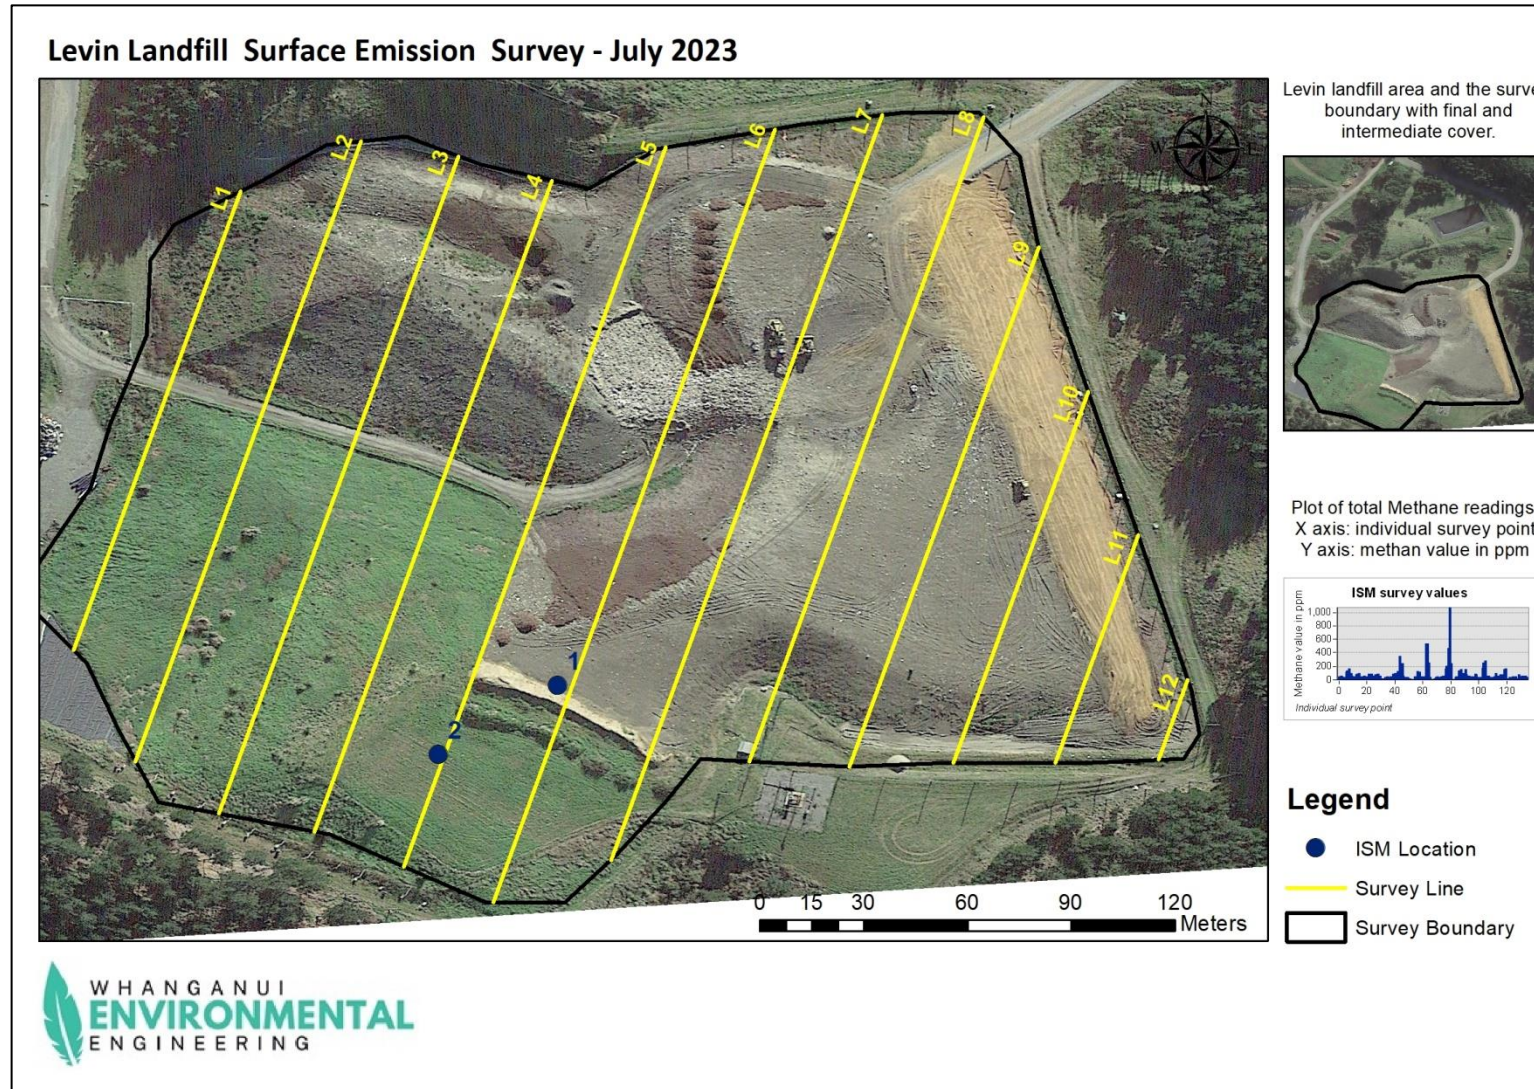 Levin Landfill Surface Emission Survey - July 2023
L1
L2
L3
L4
L5
L6
L7
L8
L9
L10
L11
L12
1
2
N
W
E
S
0 15 30 60 90 120
Meters
Levin landfill area and the surve
boundary with final and
intermediate cover.
Plot of total Methane readings
X axis: individual survey point
Y axis: methan value in ppm
ISM survey values
Methane value in ppm
1,000
800
600
400
200
0
0 20 40 60 80 100 120
Individual survey point
Legend
ISM Location
Survey Line
Survey Boundary
WHANGANUI
ENVIRONMENTAL
ENGINEERING